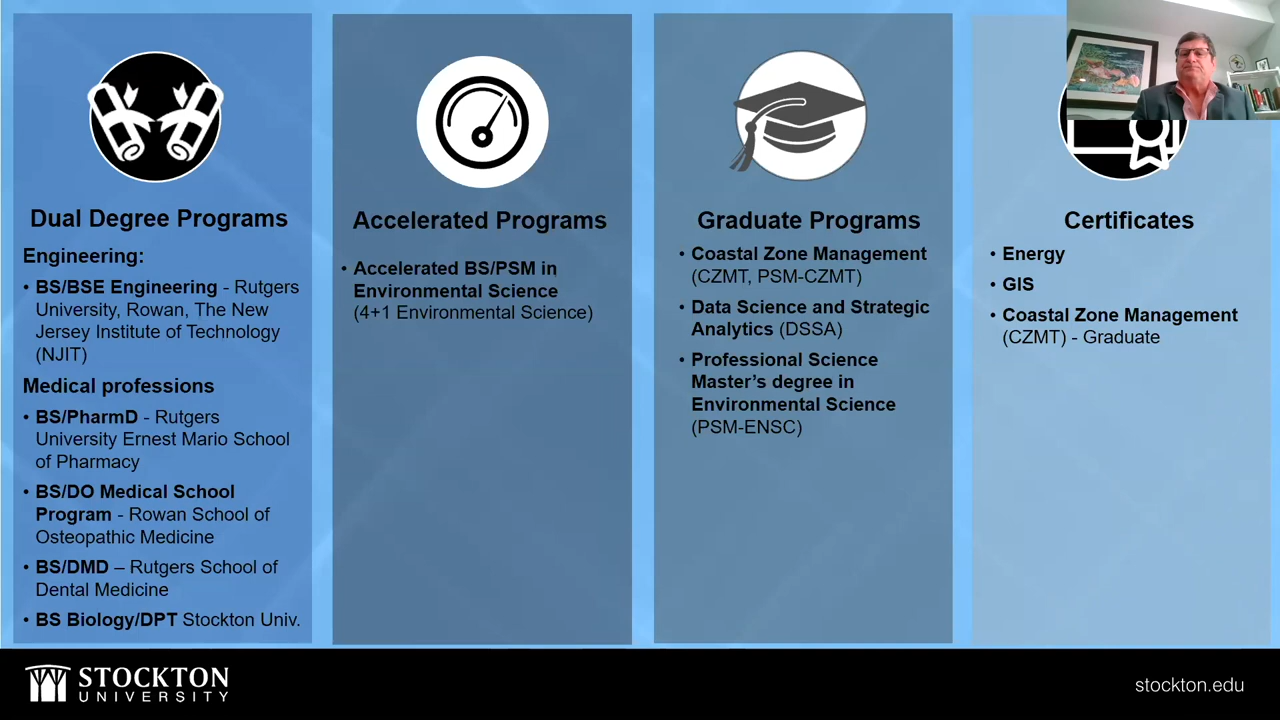 Dual Degree Programs
Engineering:
• BS/BSE Engineering - Rutgers
University, Rowan, The New
Jersey Institute of Technology
(NJIT)
Medical professions
• BS/PharmD - Rutgers
University Ernest Mario School
of Pharmacy
• BS/DO Medical School
Program - Rowan School of
Osteopathic Medicine
• BS/DMD – Rutgers School of
Dental Medicine
• BS Biology/DPT Stockton Univ.
Accelerated Programs
• Accelerated BS/PSM in
Environmental Science
(4+1 Environmental Science)
Graduate Programs
• Coastal Zone Management
(CZMT, PSM-CZMT)
• Data Science and Strategic
Analytics (DSSA)
• Professional Science
Master’s degree in
Environmental Science
(PSM-ENSC)
Certificates
• Energy
• GIS
• Coastal Zone Management
(CZMT) - Graduate
STOCKTON
UNIVERSITY
stockton.edu